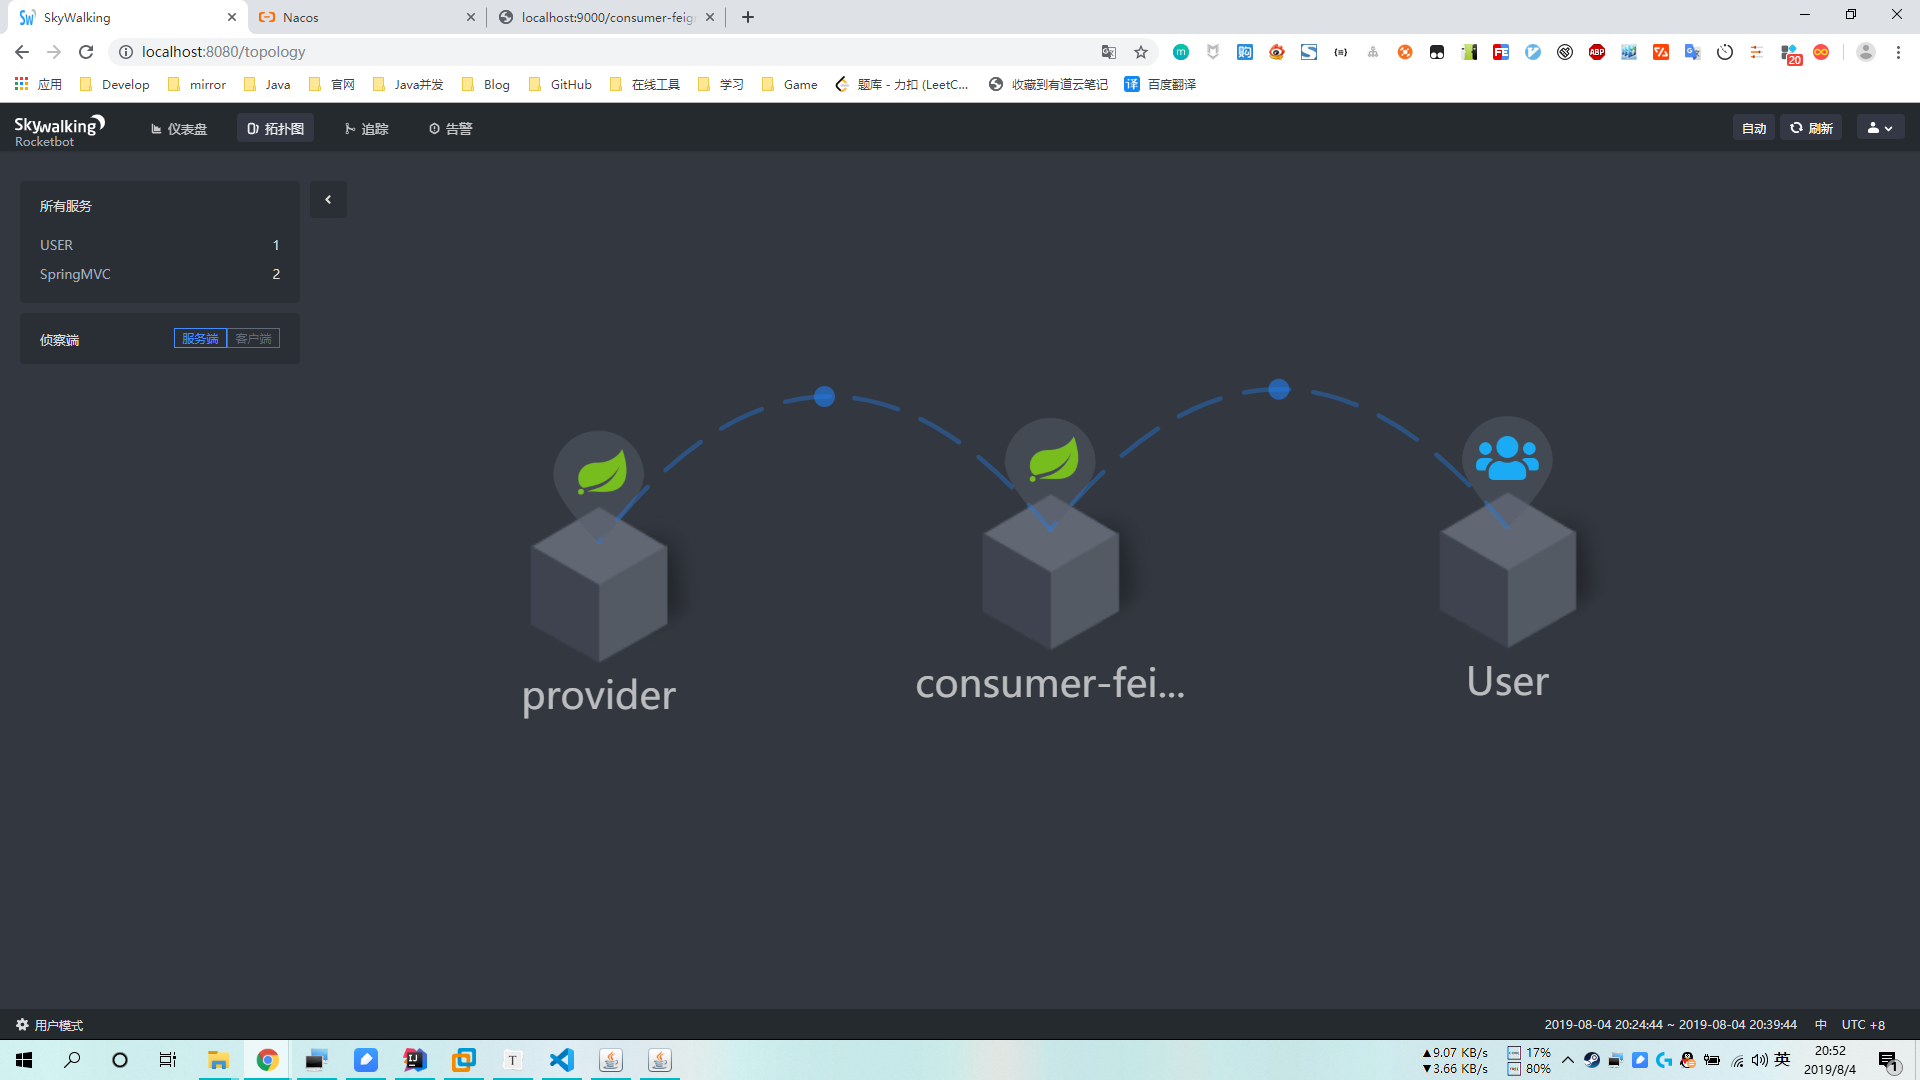 SkyWalking
Nacos
localhost:9000/consumer-feig
localhost:8080/topology
20
应用
Develop
mirror
Java
官网
Java并发
Blog
GitHub
在线工具
学习
Game
题库 - 力扣 (LeetC...
收藏到有道云笔记
译
百度翻译
Skywalking
Rocketbot
仪表盘
拓扑图
追踪
告警
自动
刷新
所有服务
USER 1
SpringMVC 2
侦察端
服务端
客户端
provider
consumer-fei...
User
用户模式
2019-08-04 20:24:44 ~ 2019-08-04 20:39:44
中
UTC +8
▲9.07 KB/s
▼3.66 KB/s
17%
80%
英
20:52
2019/8/4
1